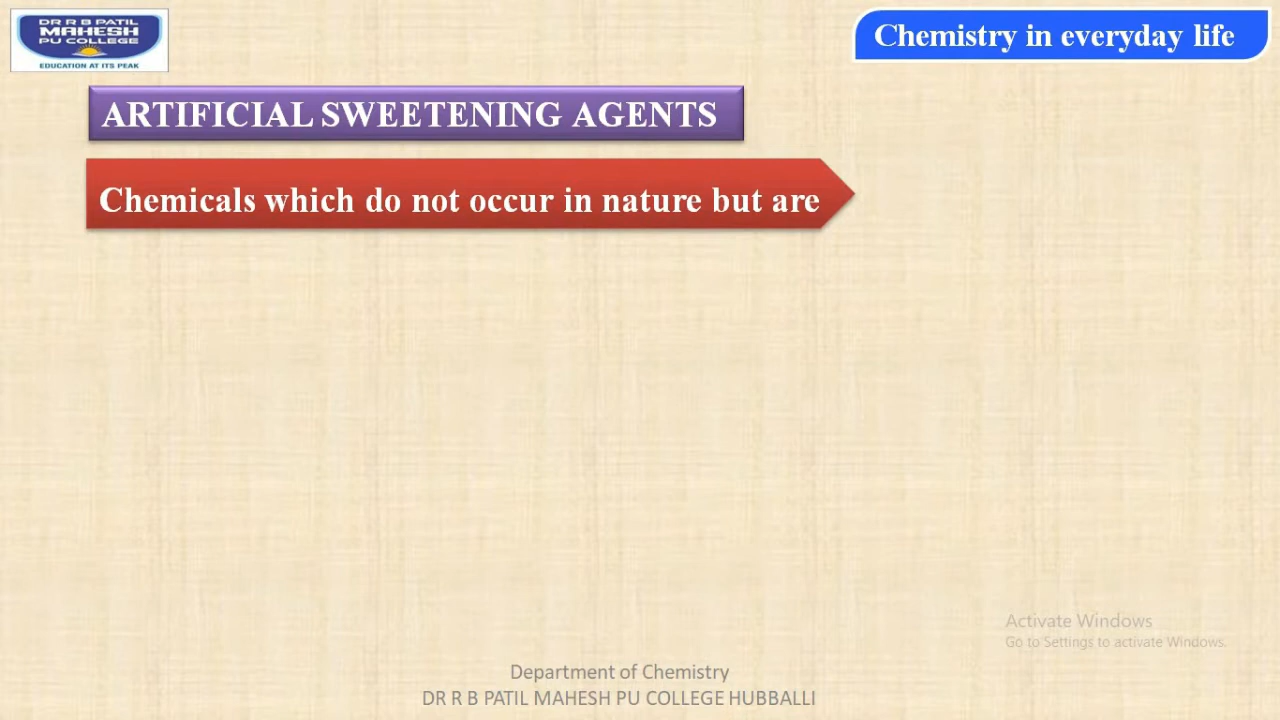 DR R B PATIL
MAHESH
PU COLLEGE
EDUCATION AT ITS PEAK
Chemistry in everyday life
ARTIFICIAL SWEETENING AGENTS
Chemicals which do not occur in nature but are
Activate Windows
Go to Settings to activate Windows.
Department of Chemistry
DR R B PATIL MAHESH PU COLLEGE HUBBALLI